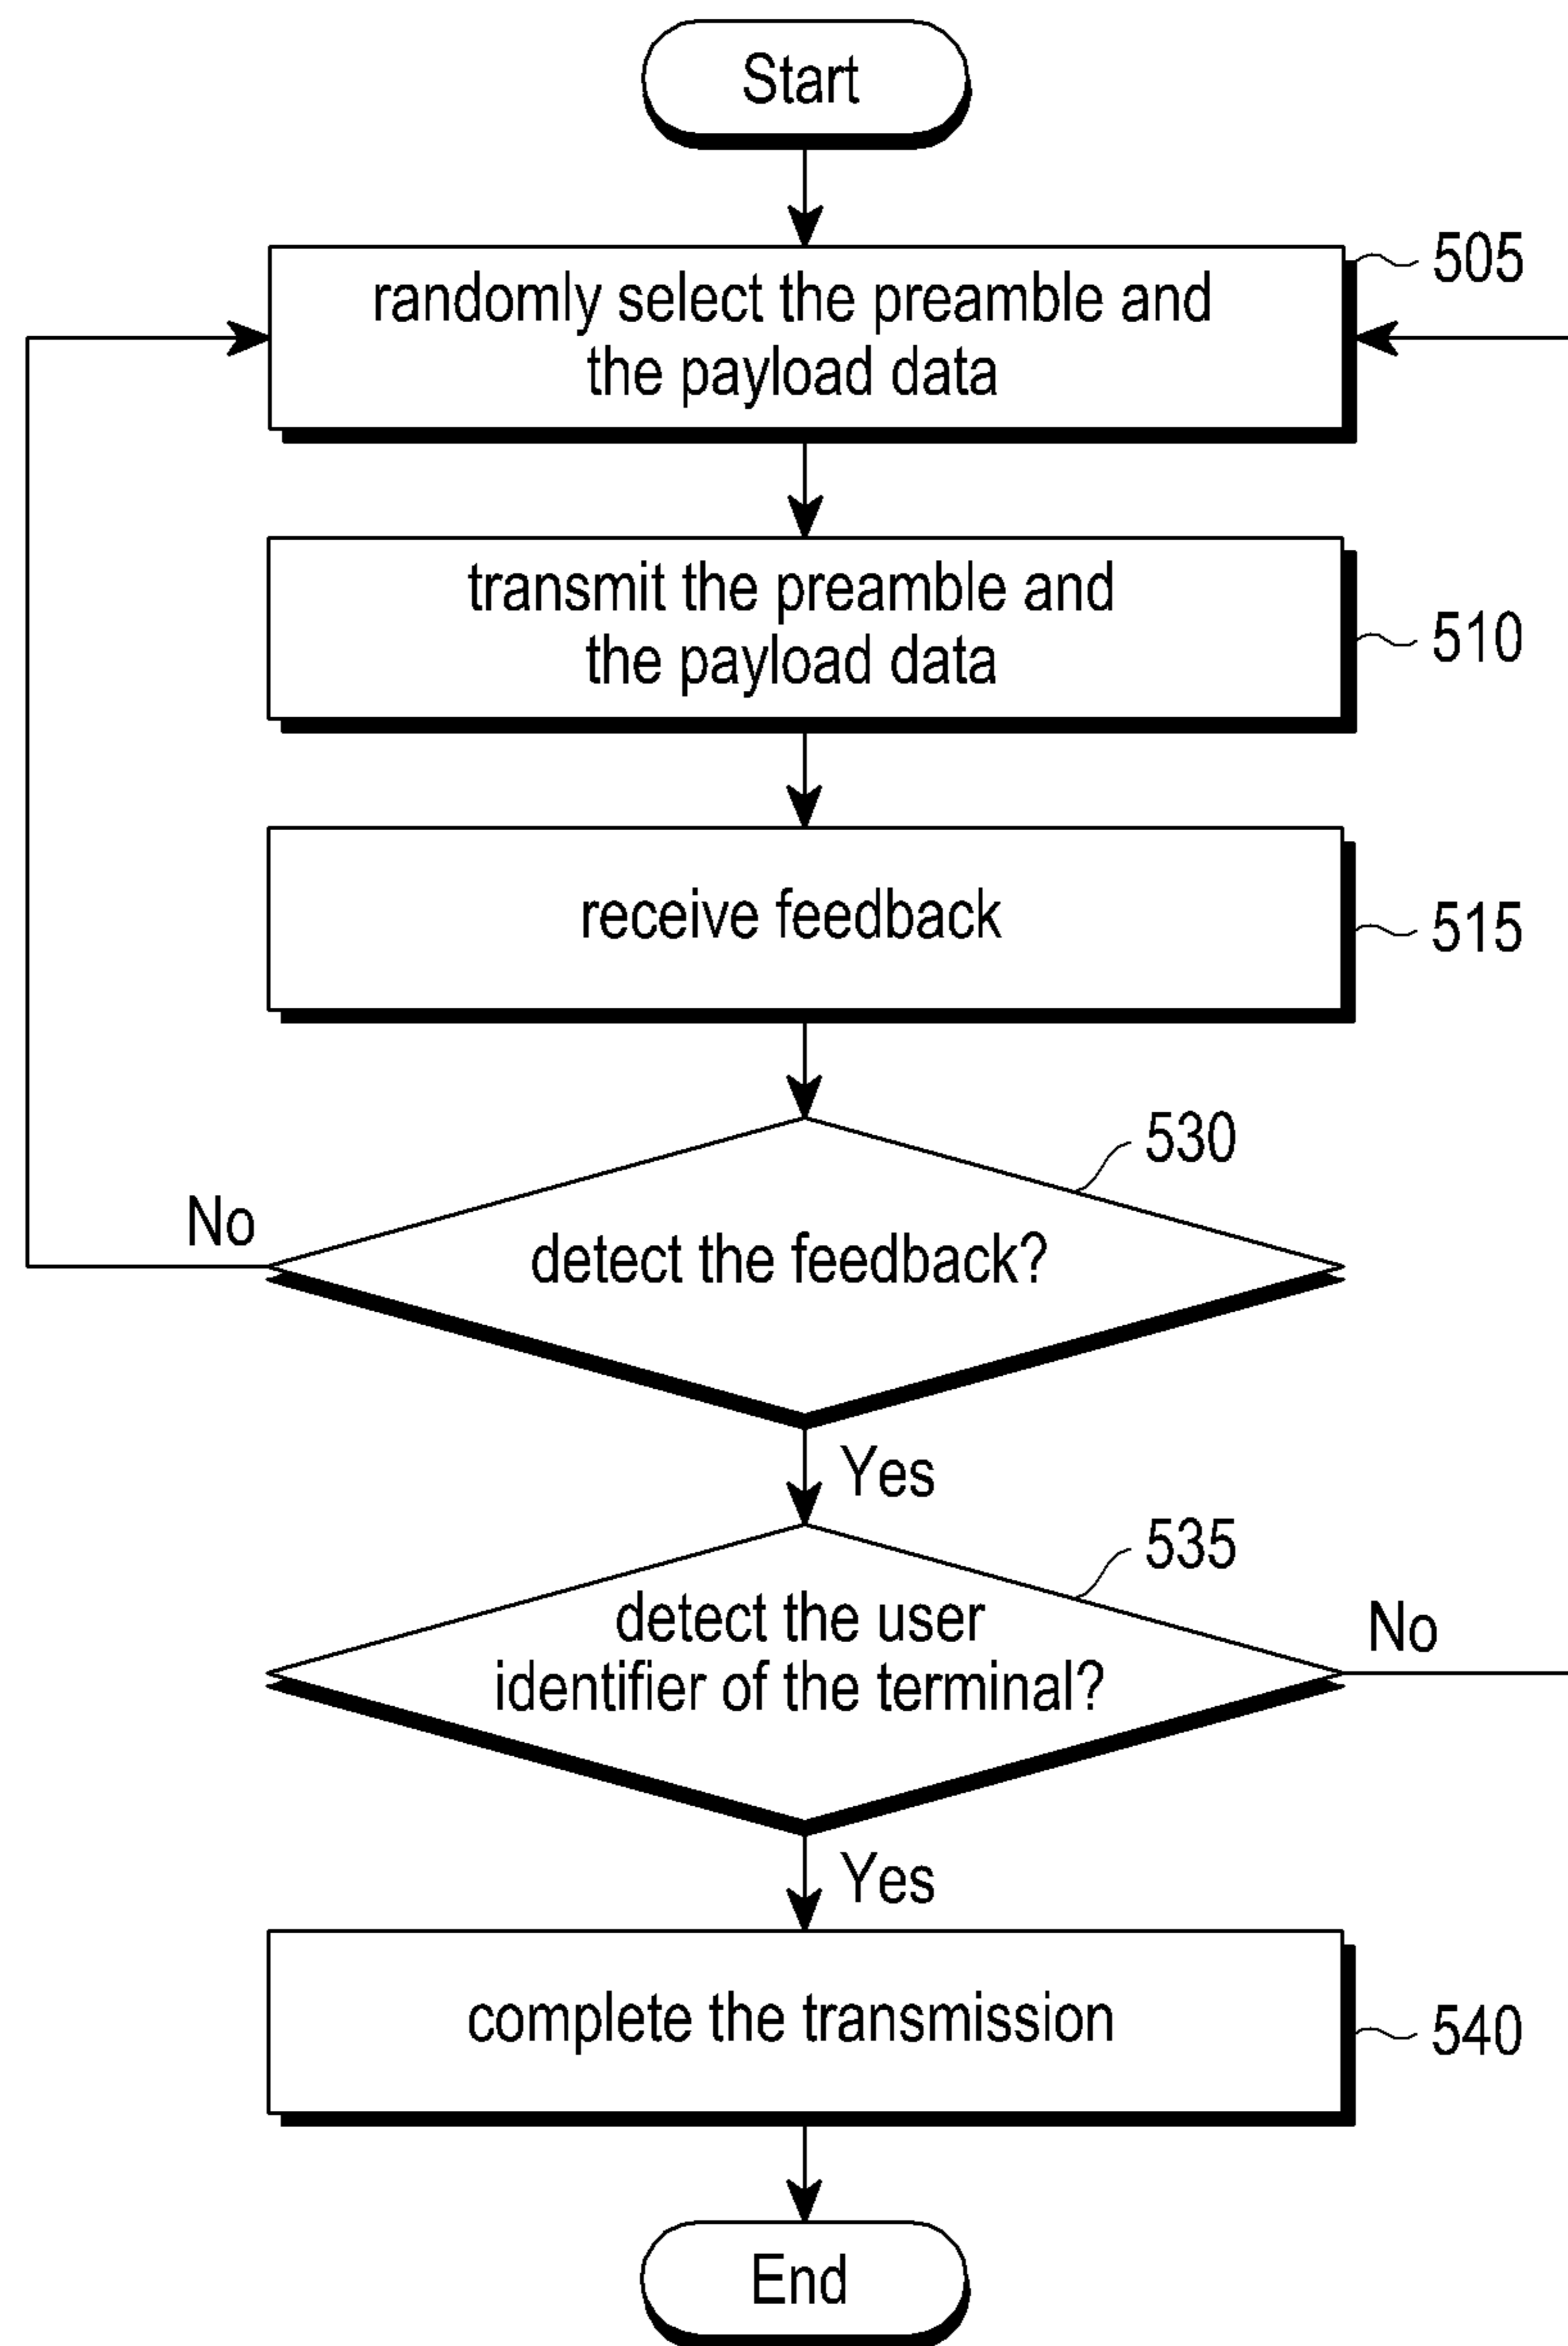 Start
randomly select the preamble and
the payload data
505
transmit the preamble and
the payload data
510
receive feedback
515
530
detect the feedback?
No
Yes
535
detect the user
identifier of the terminal?
No
Yes
complete the transmission
540
End